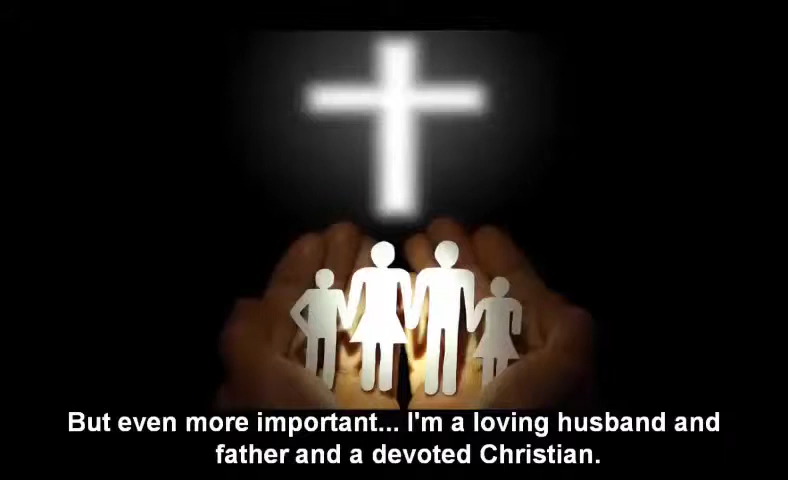 But even more important... I'm a loving husband and
father and a devoted Christian.